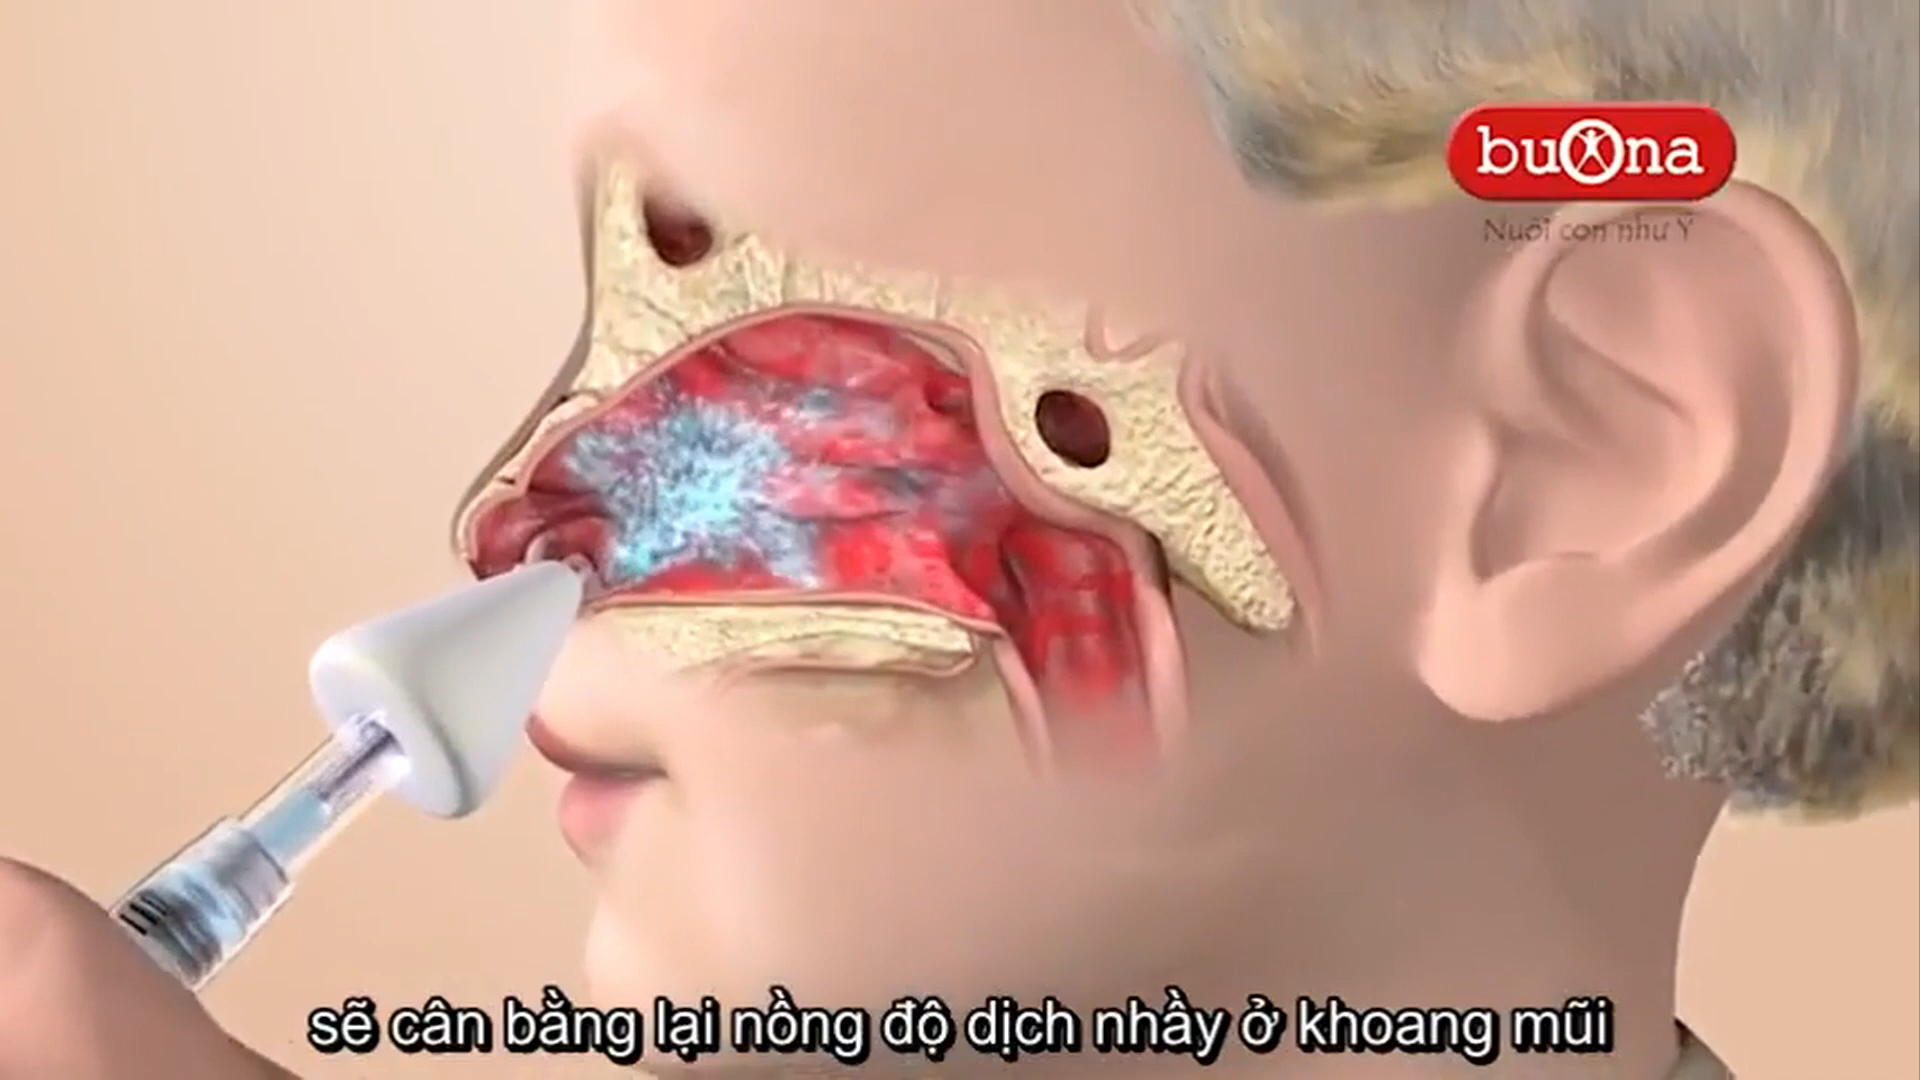 buona
Nuôi con như Ý
sẽ cân bằng lại nồng độ dịch nhầy ở khoang mũi